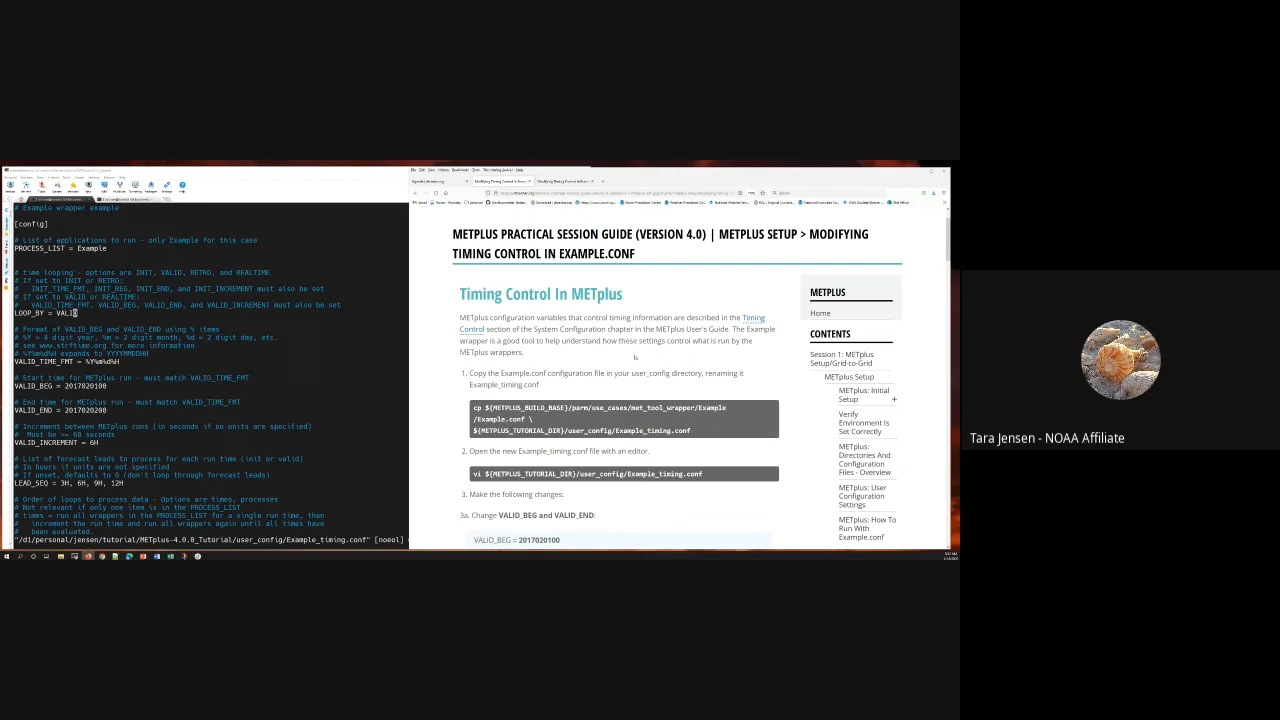 # Example wrapper example
[config]
# List of applications to run - only Example for this case
PROCESS_LIST = Example
# time looping - options are INIT, VALID, RETRO, and REALTIME
# If set to INIT or RETRO:
#   INIT_TIME_FMT, INIT_BEG, INIT_END, and INIT_INCREMENT must also be set
# If set to VALID or REALTIME:
#   VALID_TIME_FMT, VALID_BEG, VALID_END, and VALID_INCREMENT must also be set
LOOP_BY = VALID
# Format of VALID_BEG and VALID_END using % items
# %Y = 4 digit year, %m = 2 digit month, %d = 2 digit day, etc.
# see www.strftime.org for more information
# %Y%m%d%H expands to YYYYMMDDHH
VALID_TIME_FMT = %Y%m%d%H
# Start time for METplus run - must match VALID_TIME_FMT
VALID_BEG = 2017020100
# End time for METplus run - must match VALID_TIME_FMT
VALID_END = 2017020200
# Increment between METplus runs (in seconds if no units are specified)
#  Must be >= 60 seconds
VALID_INCREMENT = 6H
# List of forecast leads to process for each run time (init or valid)
# In hours if units are not specified
# If unset, defaults to 0 (don't loop through forecast leads)
LEAD_SEQ = 3H, 6H, 9H, 12H
# Order of loops to process data - Options are times, processes
# Not relevant if only one item is in the PROCESS_LIST
# times = run all wrappers in the PROCESS_LIST for a single run time, then
#   increment the run time and run all wrappers again until all times have
#   been evaluated.
"/d1/personal/jensen/tutorial/METplus-4.0.0_Tutorial/user_config/Example_timing.conf" [noeol]
METPLUS PRACTICAL SESSION GUIDE (VERSION 4.0) | METPLUS SETUP > MODIFYING
TIMING CONTROL IN EXAMPLE.CONF
Timing Control In METplus
METplus configuration variables that control timing information are described in the Timing
Control section of the System Configuration chapter in the METplus User's Guide. The Example
wrapper is a good tool to help understand how these settings control what is run by the
METplus wrappers.
1. Copy the Example.conf configuration file in your user_config directory, renaming it
Example_timing.conf
cp ${METPLUS_BUILD_BASE}/parm/use_cases/met_tool_wrapper/Example
/Example.conf \
${METPLUS_TUTORIAL_DIR}/user_config/Example_timing.conf
2. Open the new Example_timing.conf file with an editor.
vi ${METPLUS_TUTORIAL_DIR}/user_config/Example_timing.conf
3. Make the following changes:
3a. Change VALID_BEG and VALID_END:
VALID_BEG = 2017020100
METPLUS
Home
CONTENTS
Session 1: METplus
Setup/Grid-to-Grid
METplus Setup
METplus: Initial
Setup +
Verify
Environment Is
Set Correctly
METplus:
Directories And
Configuration
Files - Overview
METplus: User
Configuration
Settings
METplus: How To
Run With
Example.conf
Tara Jensen - NOAA Affiliate